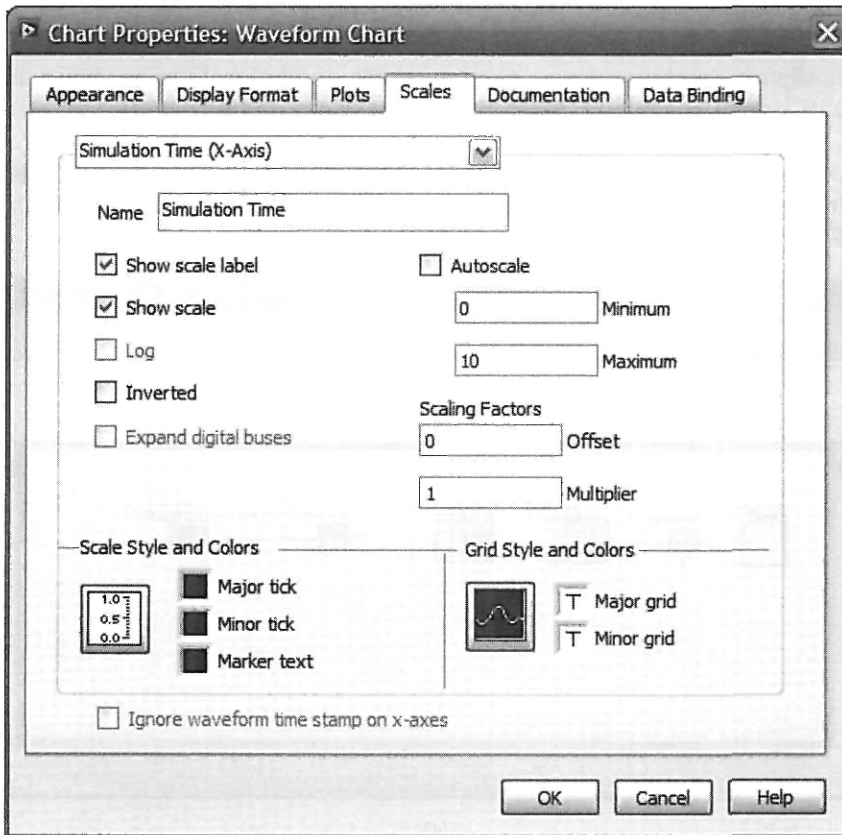 Chart Properties: Waveform Chart
Appearance Display Format Plots Scales Documentation Data Binding
Simulation Time (X-Axis)
Name Simulation Time
Show scale label Autoscale
Show scale 0 Minimum
Log 10 Maximum
Inverted
Scaling Factors
Expand digital buses 0 Offset
1 Multiplier
Scale Style and Colors Grid Style and Colors
1.0 Major tick T Major grid
0.5 Minor tick T Minor grid
0.0 Marker text
Ignore waveform time stamp on x-axes
OK Cancel Help